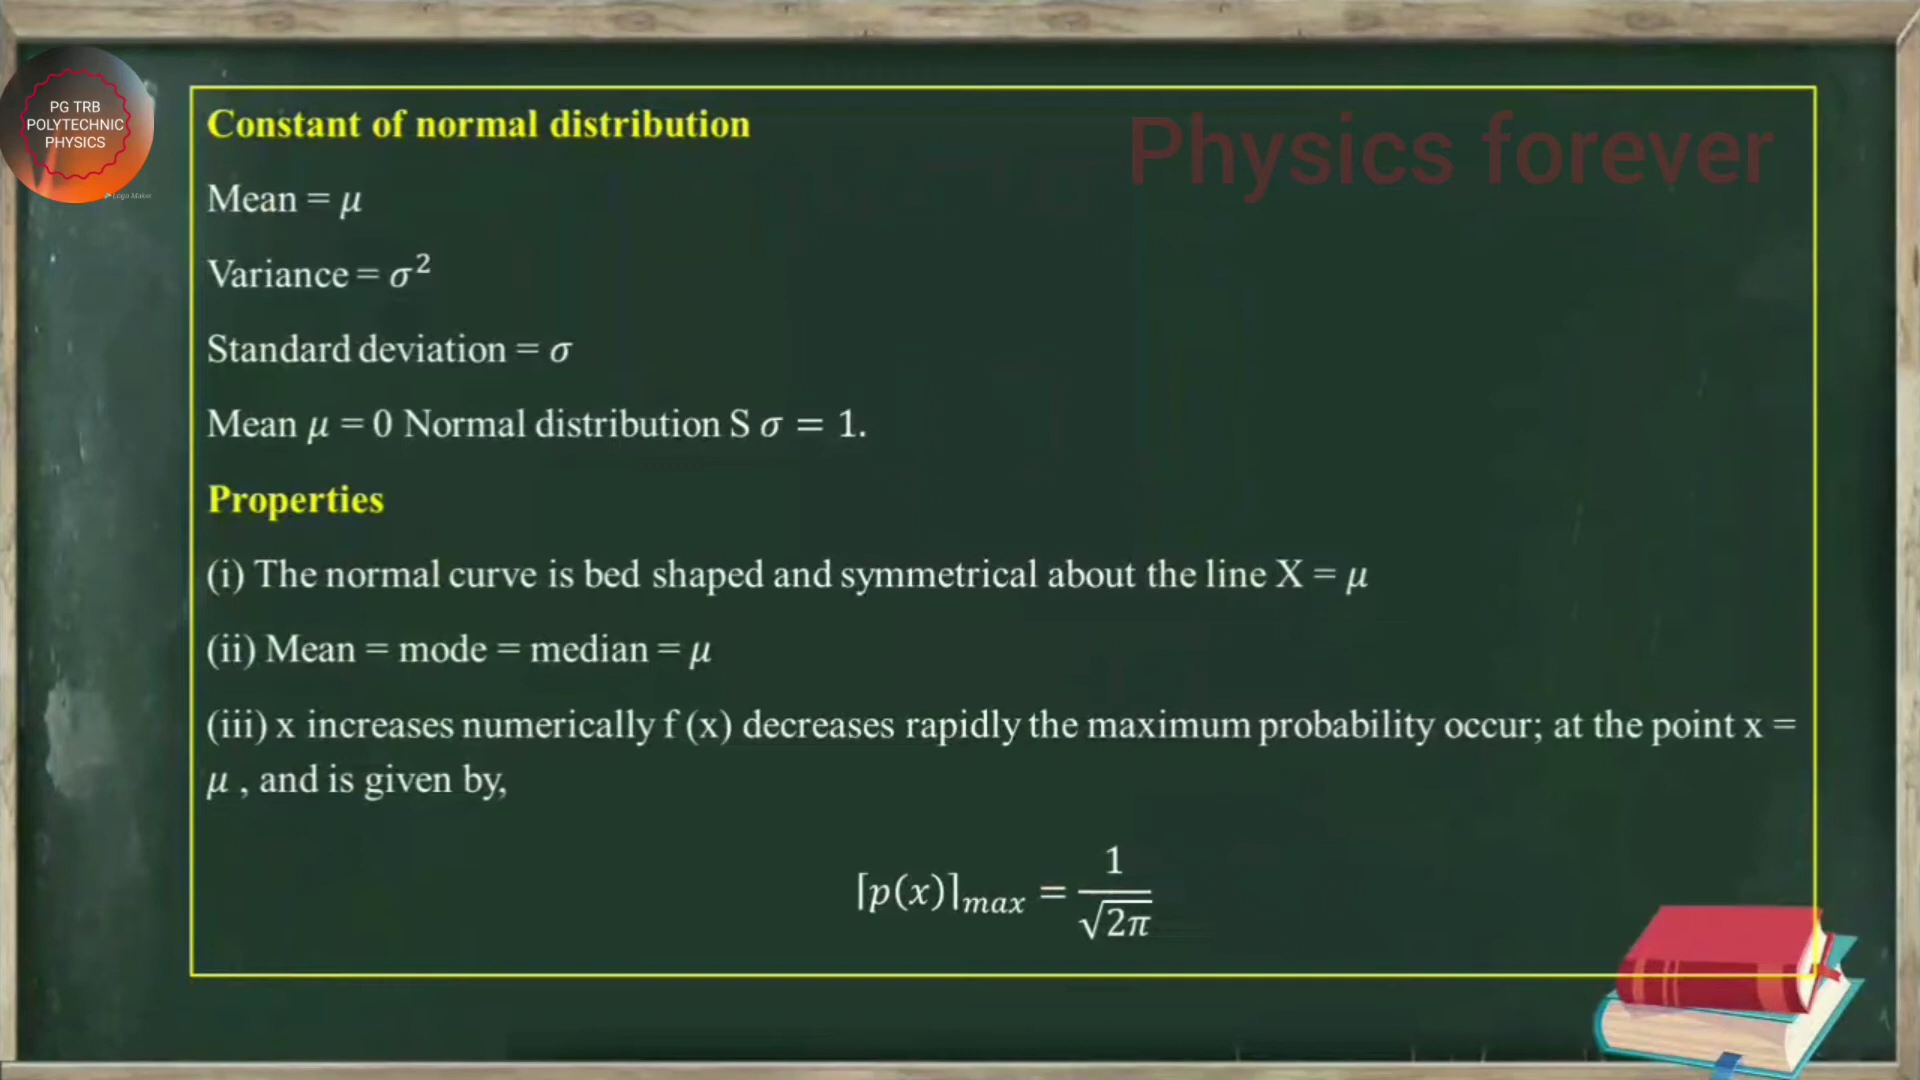 PG TRB
POLYTECHNIC
PHYSICS
Logo Maker
Physics forever
Constant of normal distribution
Mean = μ
Variance = σ²
Standard deviation = σ
Mean μ = 0 Normal distribution S σ = 1.
Properties
(i) The normal curve is bed shaped and symmetrical about the line X = μ
(ii) Mean = mode = median = μ
(iii) x increases numerically f (x) decreases rapidly the maximum probability occur; at the point x =
μ , and is given by,
⌈p(x)⌉max = 1/√2π